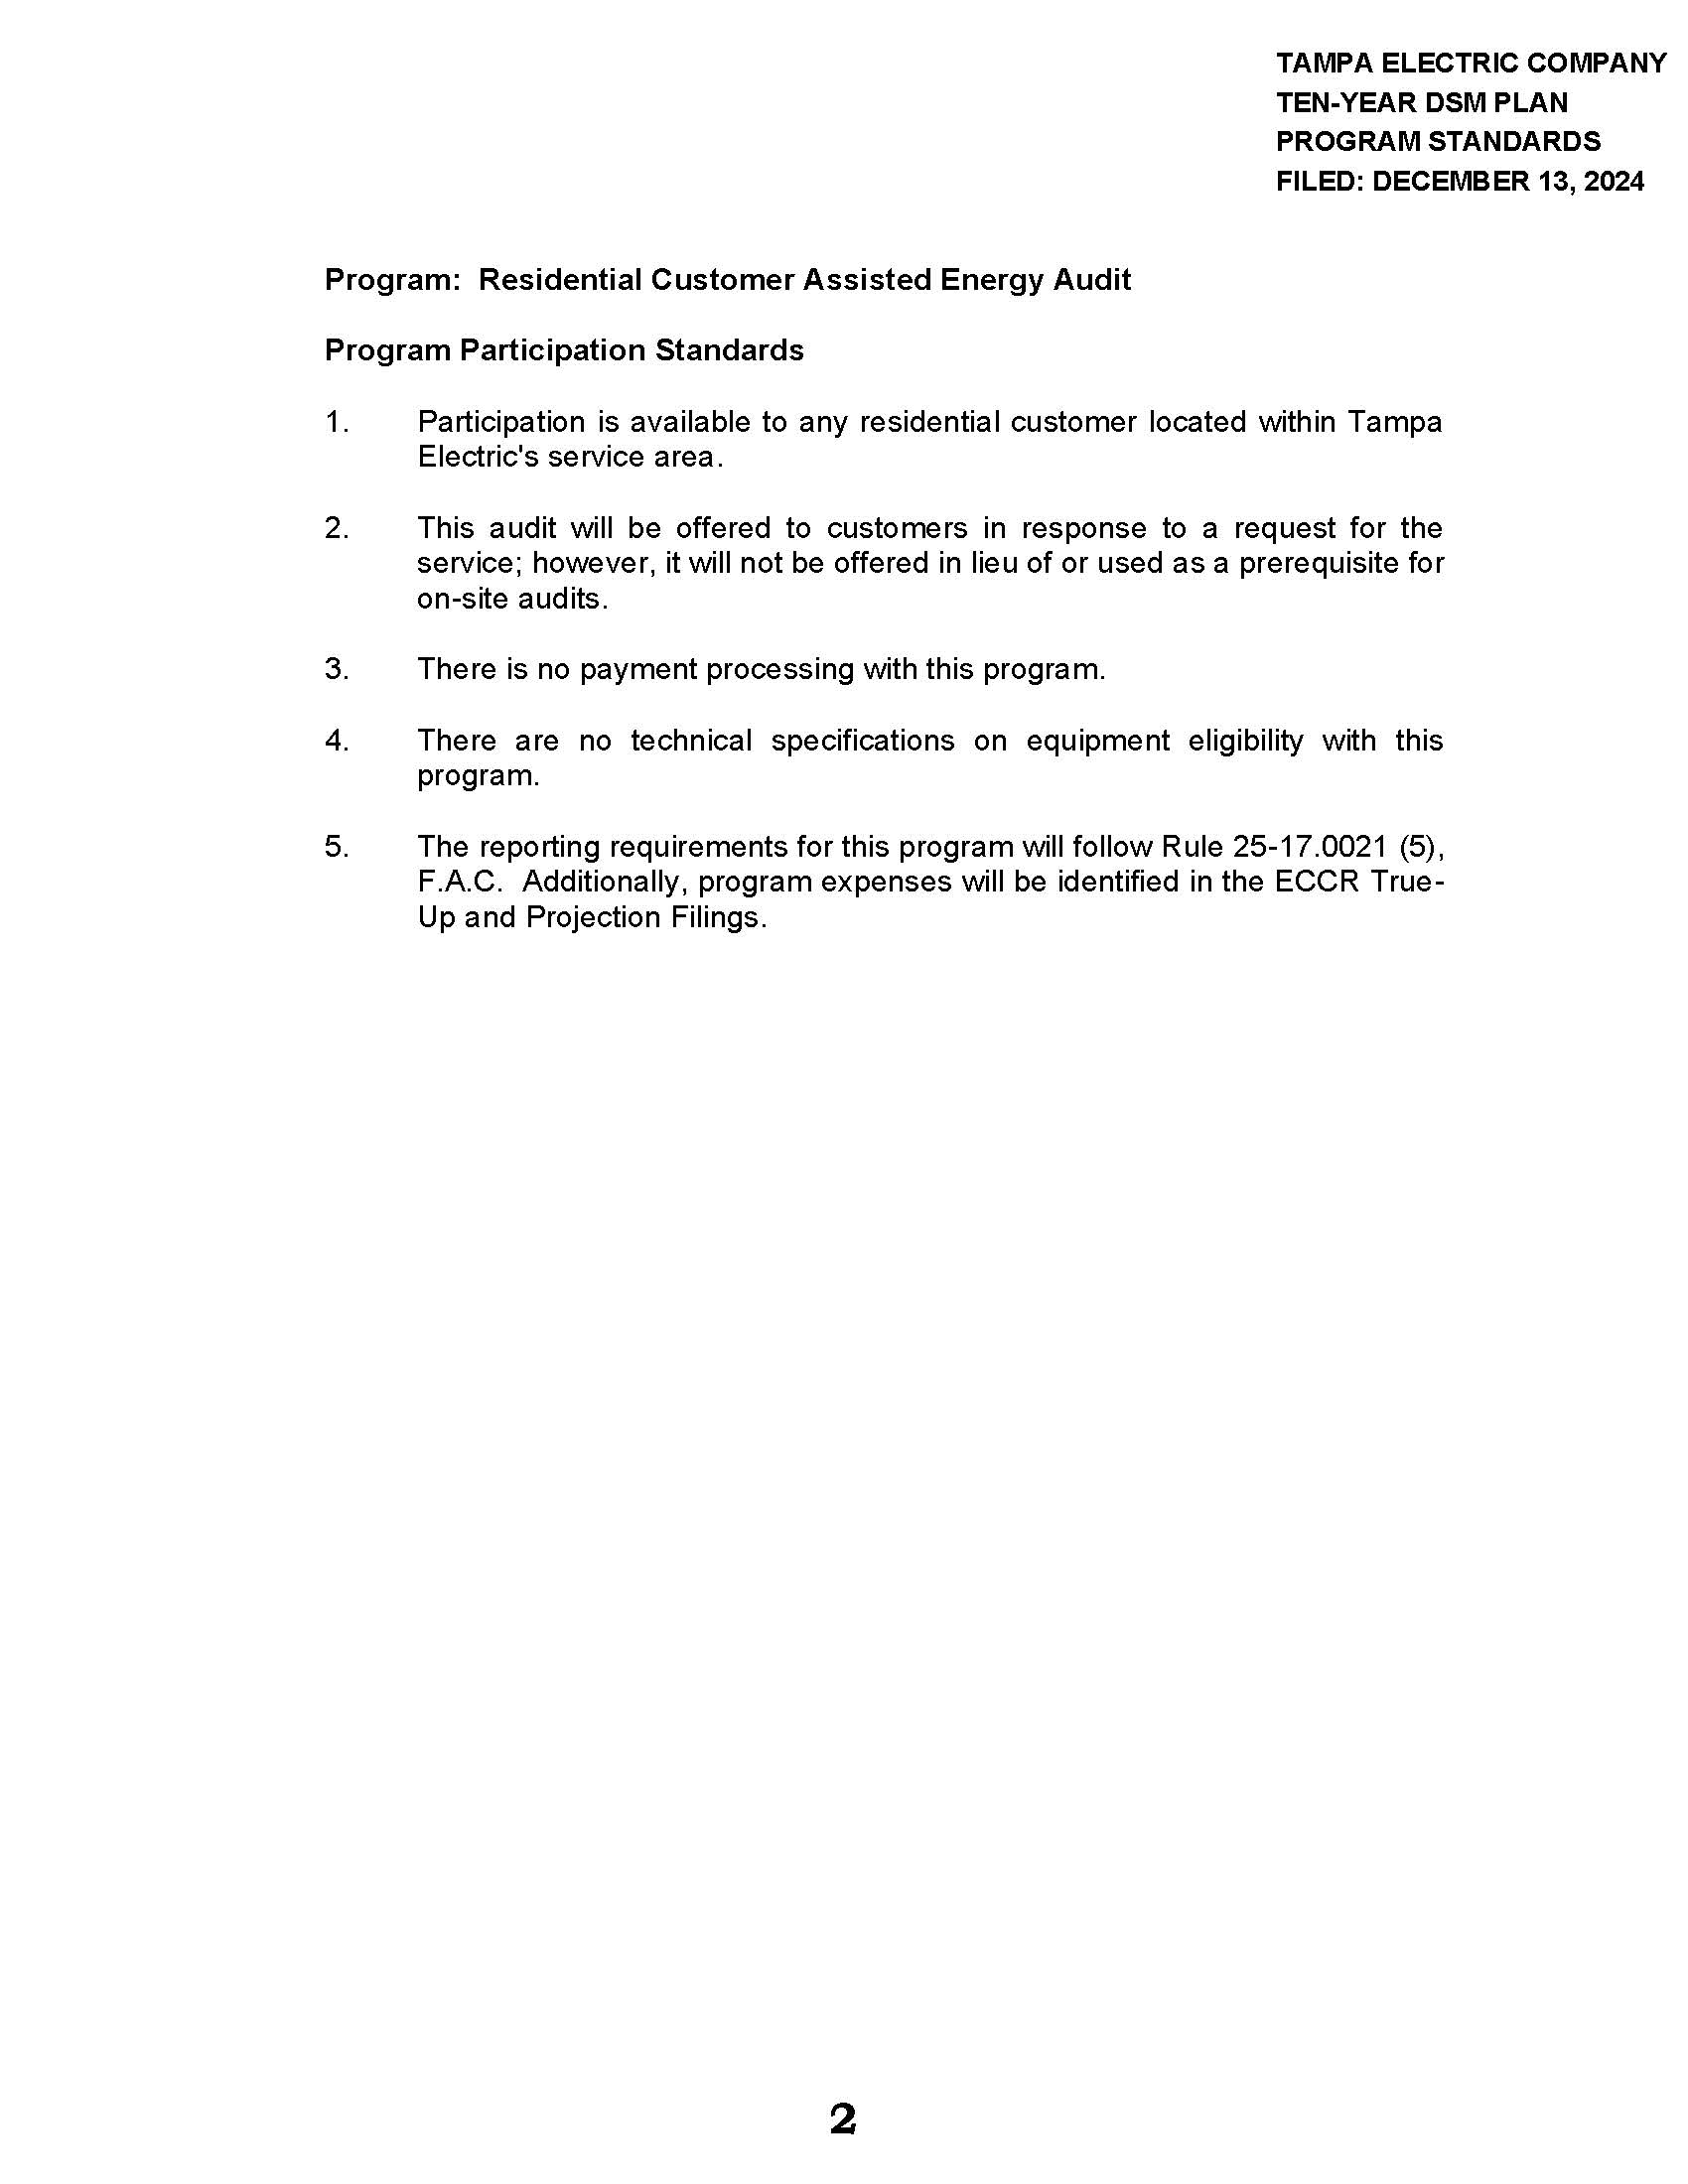 TAMPA ELECTRIC COMPANY
TEN-YEAR DSM PLAN
PROGRAM STANDARDS
FILED: DECEMBER 13, 2024
Program: Residential Customer Assisted Energy Audit
Program Participation Standards
1. Participation is available to any residential customer located within Tampa
Electric's service area.
2. This audit will be offered to customers in response to a request for the
service; however, it will not be offered in lieu of or used as a prerequisite for
on-site audits.
3. There is no payment processing with this program.
4. There are no technical specifications on equipment eligibility with this
program.
5. The reporting requirements for this program will follow Rule 25-17.0021 (5),
F.A.C. Additionally, program expenses will be identified in the ECCR True-
Up and Projection Filings.
2